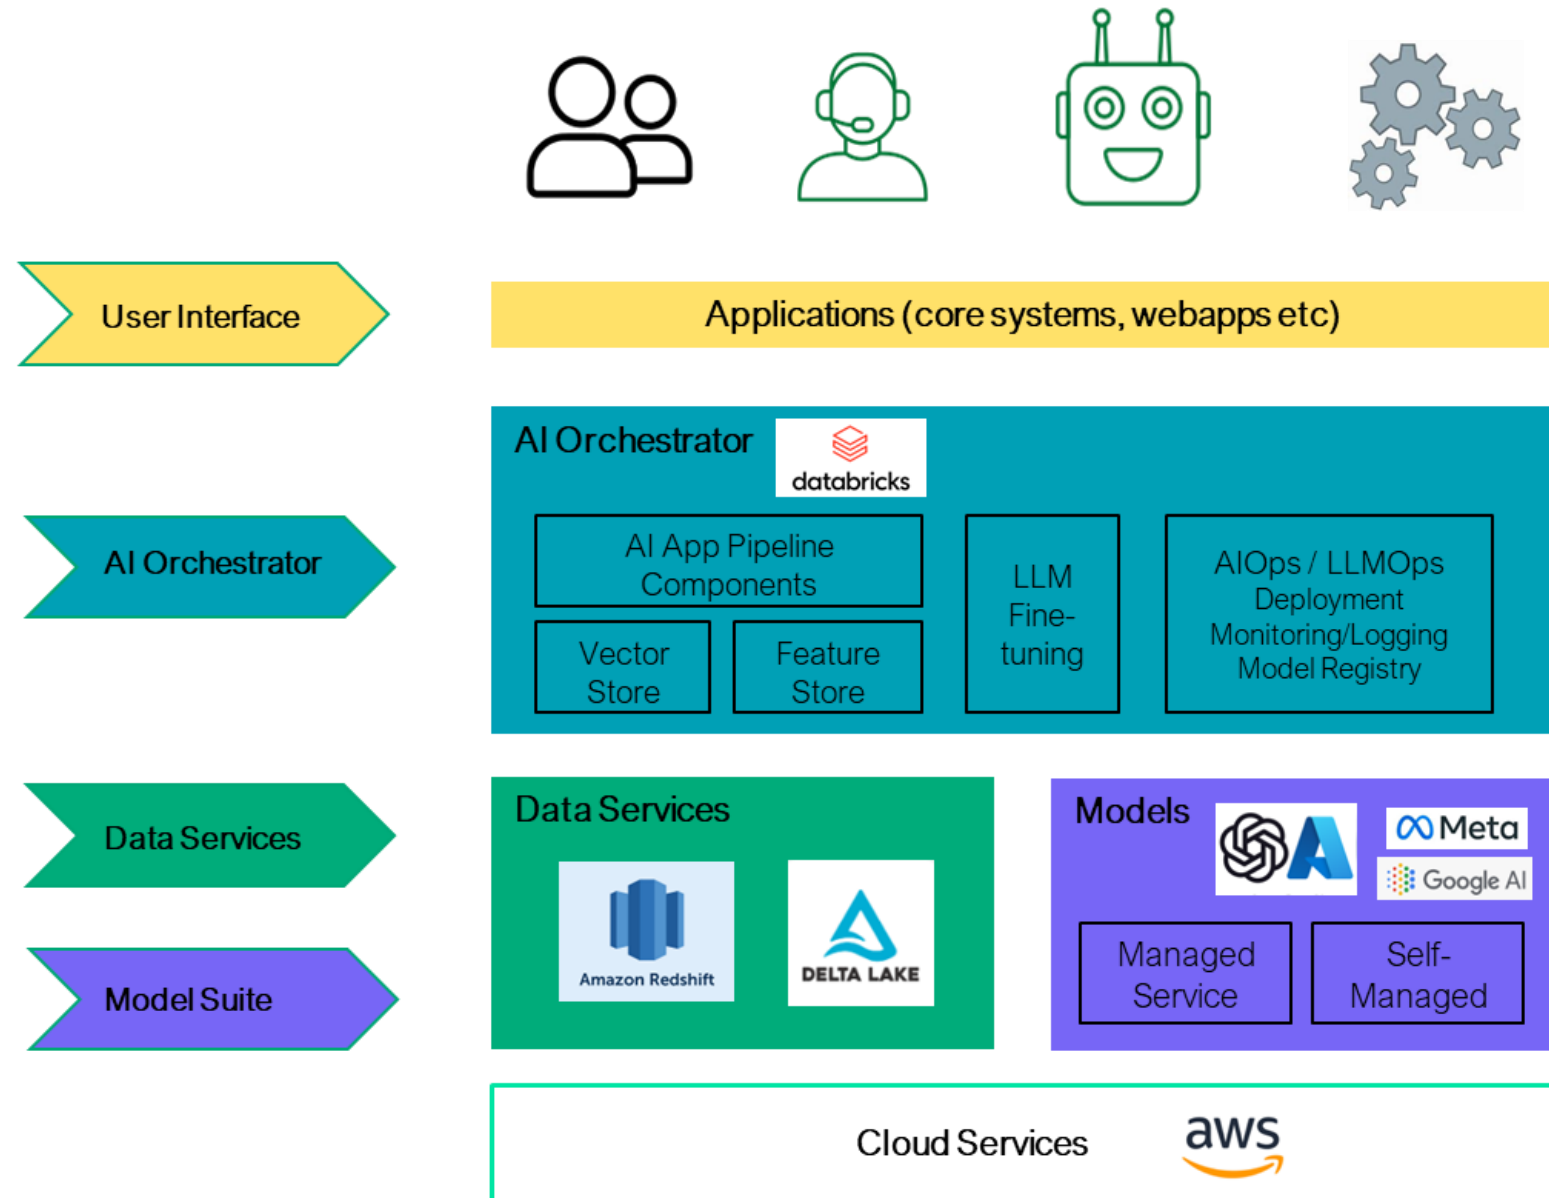 User Interface
Applications (core systems, webapps etc)
AI Orchestrator
AI Orchestrator
databricks
AI App Pipeline
Components
Vector
Store
Feature
Store
LLM
Fine-
tuning
AIOps / LLMOps
Deployment
Monitoring/Logging
Model Registry
Data Services
Data Services
Amazon Redshift
DELTA LAKE
Models
Meta
Google AI
Managed
Service
Self-
Managed
Model Suite
Cloud Services
aws